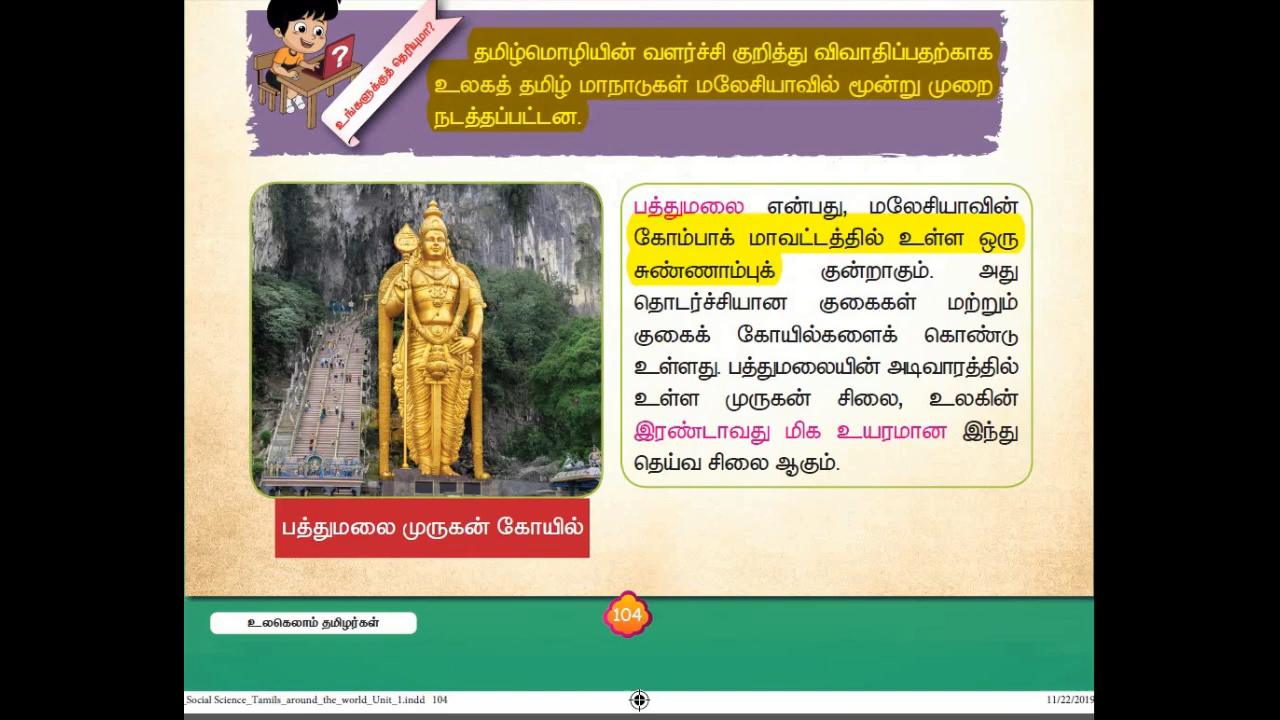 உங்களுக்குத் தெரியுமா?
தமிழ்மொழியின் வளர்ச்சி குறித்து விவாதிப்பதற்காக
உலகத் தமிழ் மாநாடுகள் மலேசியாவில் மூன்று முறை
நடத்தப்பட்டன.
பத்துமலை என்பது, மலேசியாவின்
கோம்பாக் மாவட்டத்தில் உள்ள ஒரு
சுண்ணாம்புக் குன்றாகும். அது
தொடர்ச்சியான குகைகள் மற்றும்
குகைக் கோயில்களைக் கொண்டு
உள்ளது. பத்துமலையின் அடிவாரத்தில்
உள்ள முருகன் சிலை, உலகின்
இரண்டாவது மிக உயரமான இந்து
தெய்வ சிலை ஆகும்.
பத்துமலை முருகன் கோயில்
104
உலகெலாம் தமிழர்கள்
_Social Science_Tamils_around_the_world_Unit_1.indd 104
11/22/2019